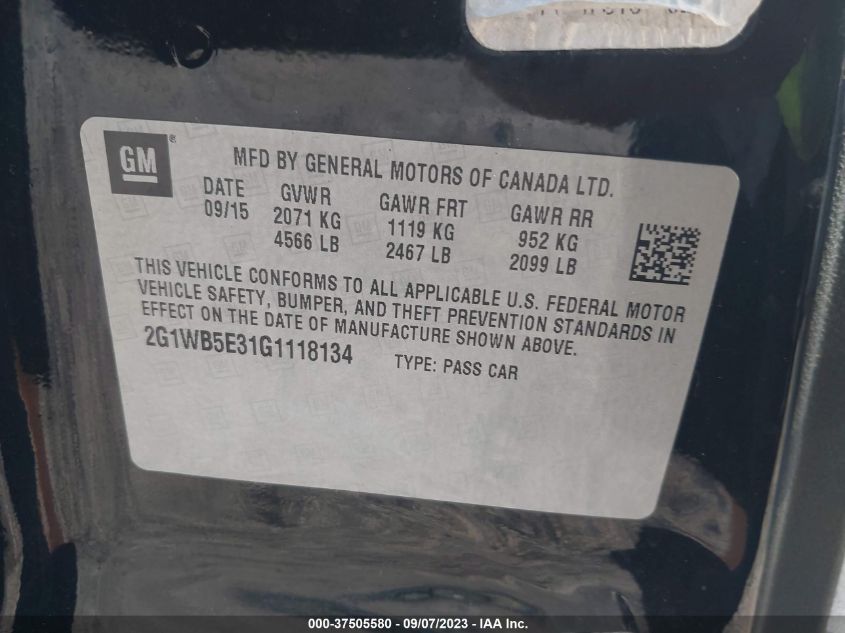 GM ®
MFD BY GENERAL MOTORS OF CANADA LTD.
DATE GVWR GAWR FRT GAWR RR
09/15 2071 KG 1119 KG 952 KG
4566 LB 2467 LB 2099 LB
THIS VEHICLE CONFORMS TO ALL APPLICABLE U.S. FEDERAL MOTOR
VEHICLE SAFETY, BUMPER, AND THEFT PREVENTION STANDARDS IN
EFFECT ON THE DATE OF MANUFACTURE SHOWN ABOVE.
2G1WB5E31G1118134 TYPE: PASS CAR
000-37505580 - 09/07/2023 - IAA Inc.